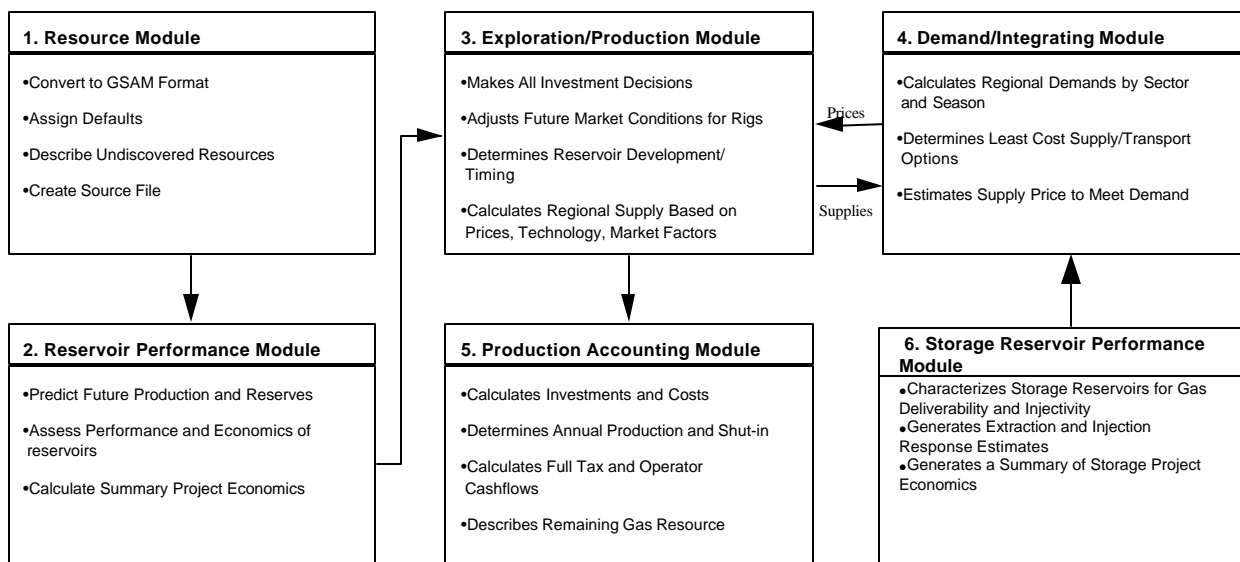 1. Resource Module
•Convert to GSAM Format
•Assign Defaults
•Describe Undiscovered Resources
•Create Source File
2. Reservoir Performance Module
•Predict Future Production and Reserves
•Assess Performance and Economics of
reservoirs
•Calculate Summary Project Economics
3. Exploration/Production Module
•Makes All Investment Decisions
•Adjusts Future Market Conditions for Rigs
•Determines Reservoir Development/
Timing
•Calculates Regional Supply Based on
Prices, Technology, Market Factors
Prices
Supplies
4. Demand/Integrating Module
•Calculates Regional Demands by Sector
and Season
•Determines Least Cost Supply/Transport
Options
•Estimates Supply Price to Meet Demand
5. Production Accounting Module
•Calculates Investments and Costs
•Determines Annual Production and Shut-in
•Calculates Full Tax and Operator
Cashflows
•Describes Remaining Gas Resource
6. Storage Reservoir Performance
Module
•Characterizes Storage Reservoirs for Gas
Deliverability and Injectivity
•Generates Extraction and Injection
Response Estimates
•Generates a Summary of Storage Project
Economics